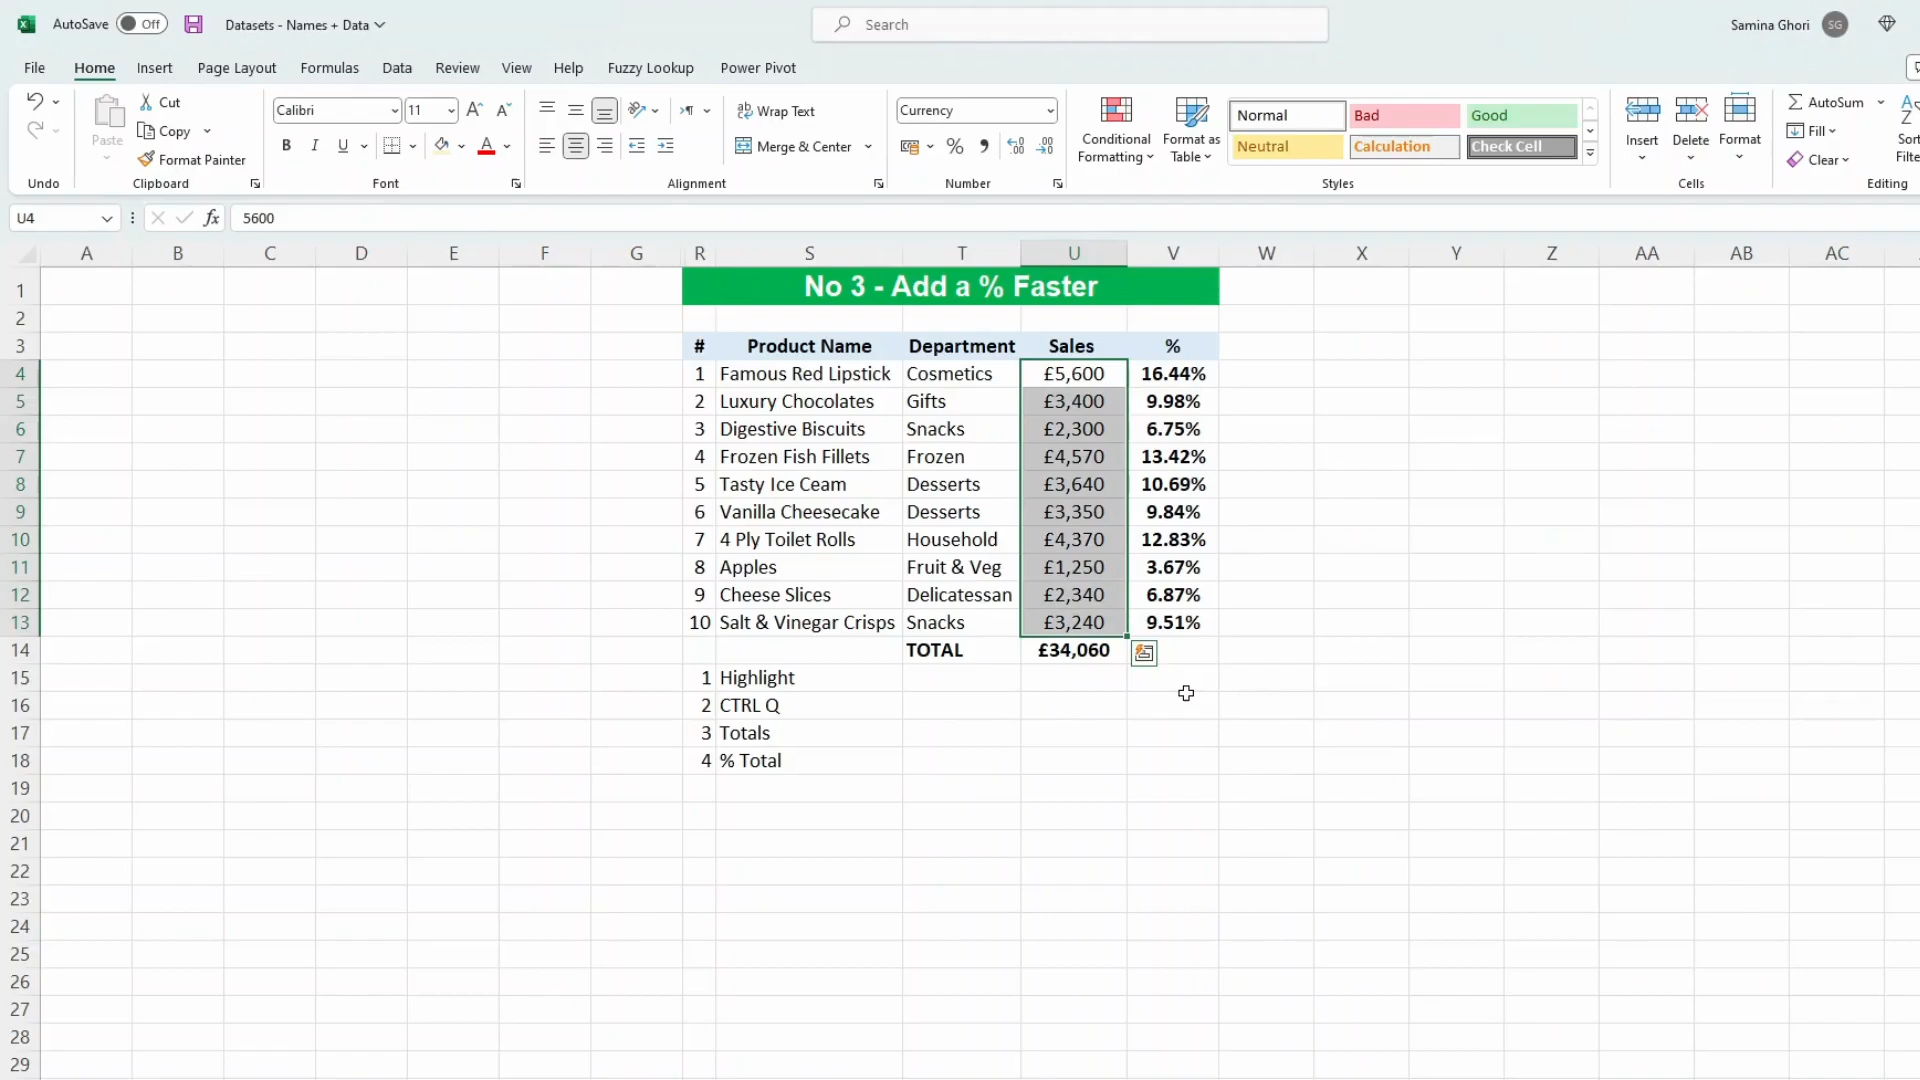 AutoSave Off Datasets - Names + Data Search Samina Ghori SG
File Home Insert Page Layout Formulas Data Review View Help Fuzzy Lookup Power Pivot
Paste Cut Copy Format Painter
Calibri 11 B I U A A A
Wrap Text Merge & Center
Currency %
Conditional Formatting Format as Table
Normal Bad Good
Neutral Calculation Check Cell
Insert Delete Format
AutoSum Fill Clear
Undo Clipboard Font Alignment Number Styles Cells Editing
U4 fx 5600
A B C D E F G R S T U V W X Y Z AA AB AC
1 No 3 - Add a % Faster
2
3 # Product Name Department Sales %
4 1 Famous Red Lipstick Cosmetics £5,600 16.44%
5 2 Luxury Chocolates Gifts £3,400 9.98%
6 3 Digestive Biscuits Snacks £2,300 6.75%
7 4 Frozen Fish Fillets Frozen £4,570 13.42%
8 5 Tasty Ice Ceam Desserts £3,640 10.69%
9 6 Vanilla Cheesecake Desserts £3,350 9.84%
10 7 4 Ply Toilet Rolls Household £4,370 12.83%
11 8 Apples Fruit & Veg £1,250 3.67%
12 9 Cheese Slices Delicatessan £2,340 6.87%
13 10 Salt & Vinegar Crisps Snacks £3,240 9.51%
14 TOTAL £34,060
15 1 Highlight
16 2 CTRL Q
17 3 Totals
18 4 % Total
19
20
21
22
23
24
25
26
27
28
29